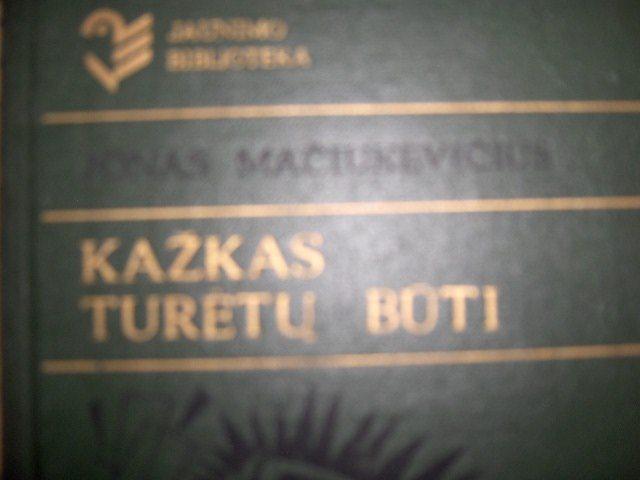 JAUNIMO
BIBLIOTEKA
JONAS MAČIUKEVIČIUS
KAŽKAS
TURĖTŲ BŪTI